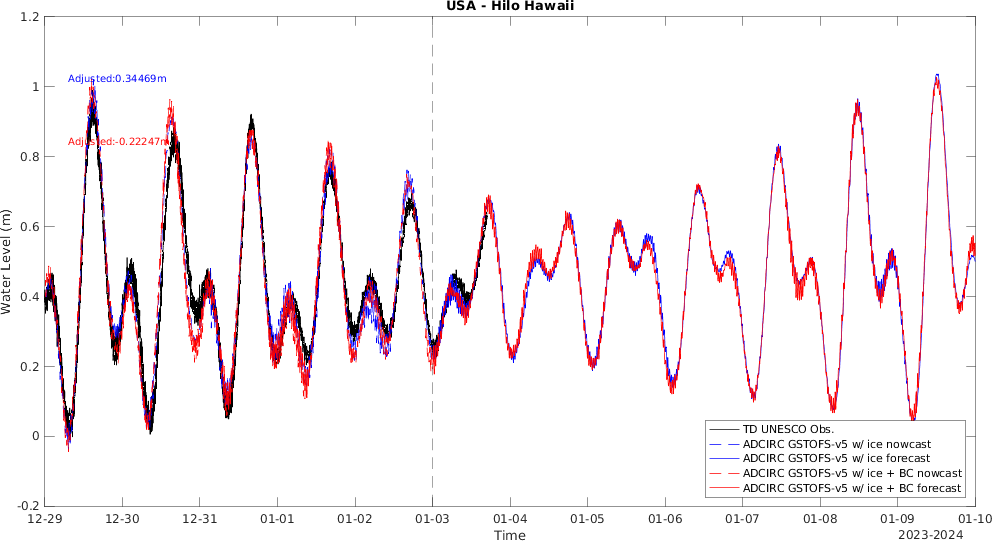 USA - Hilo Hawaii
Water Level (m)
1.2
1
0.8
0.6
0.4
0.2
0
-0.2
Adjusted:0.34469m
Adjusted:-0.22247m
TD UNESCO Obs.
ADCIRC GSTOFS-v5 w/ ice nowcast
ADCIRC GSTOFS-v5 w/ ice forecast
ADCIRC GSTOFS-v5 w/ ice + BC nowcast
ADCIRC GSTOFS-v5 w/ ice + BC forecast
12-29 12-30 12-31 01-01 01-02 01-03 01-04 01-05 01-06 01-07 01-08 01-09 01-10
Time
2023-2024